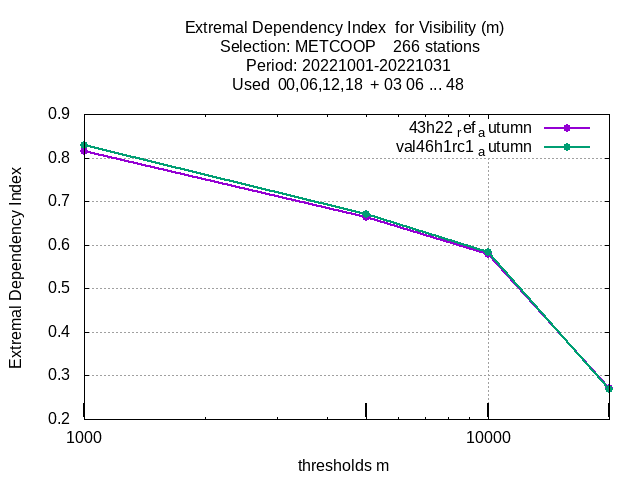 Extremal Dependency Index  for Visibility (m)
Selection: METCOOP    266 stations
Period: 20221001-20221031
Used  00,06,12,18  + 03 06 ... 48
43h22 ref a utumn
val46h1rc1 a utumn
Extremal Dependency Index
0.9
0.8
0.7
0.6
0.5
0.4
0.3
0.2
1000
10000
thresholds m